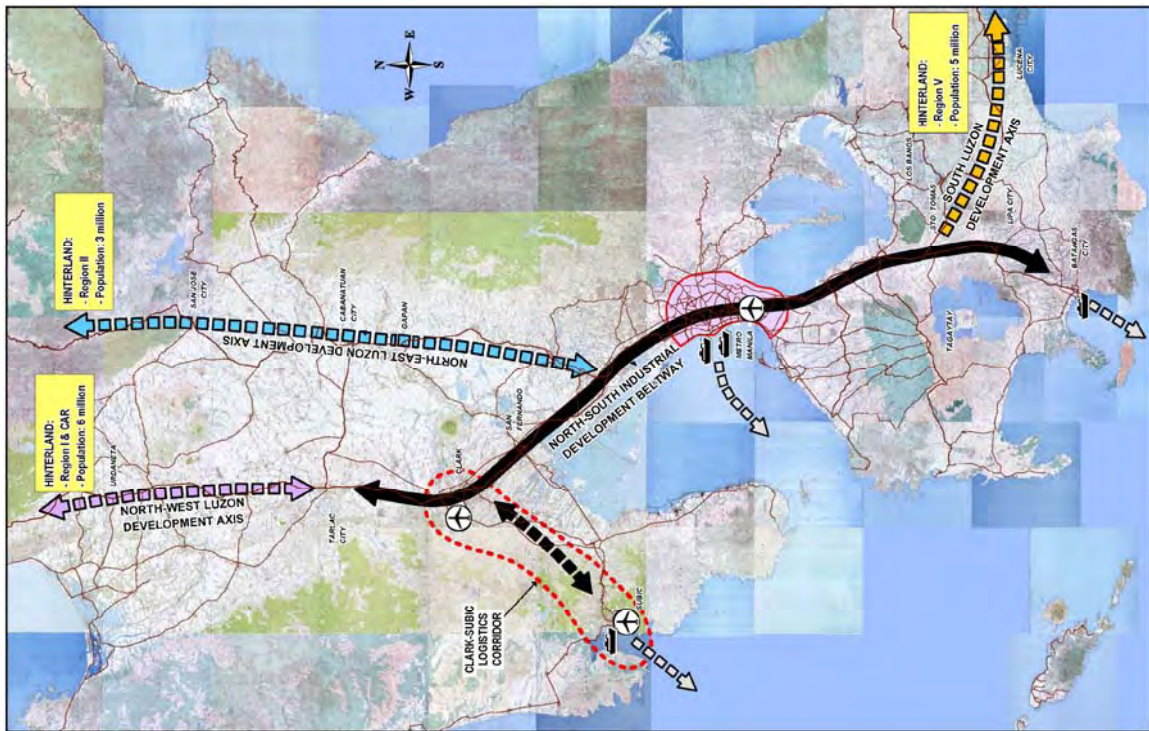 HINTERLAND:
- Region I & CAR
- Population: 6 million
HINTERLAND:
- Region II
- Population: 3 million
HINTERLAND:
- Region V
- Population: 5 million
N
E
S
W
URDANETA
NORTH-WEST LUZON
DEVELOPMENT AXIS
TARLAC
CITY
SAN JOSE
CITY
CABANATUAN
CITY
GAPAN
NORTH-EAST LUZON DEVELOPMENT AXIS
CLARK
SAN
FERNANDO
NORTH-SOUTH INDUSTRIAL
DEVELOPMENT BELTWAY
CLARK-SUBIC
LOGISTICS
CORRIDOR
SUBIC
METRO
MANILA
LOS BANOS
STO TOMAS
SOUTH LUZON
DEVELOPMENT AXIS
LUCENA
CITY
LIPA CITY
TAGAYTAY
BATANGAS
CITY